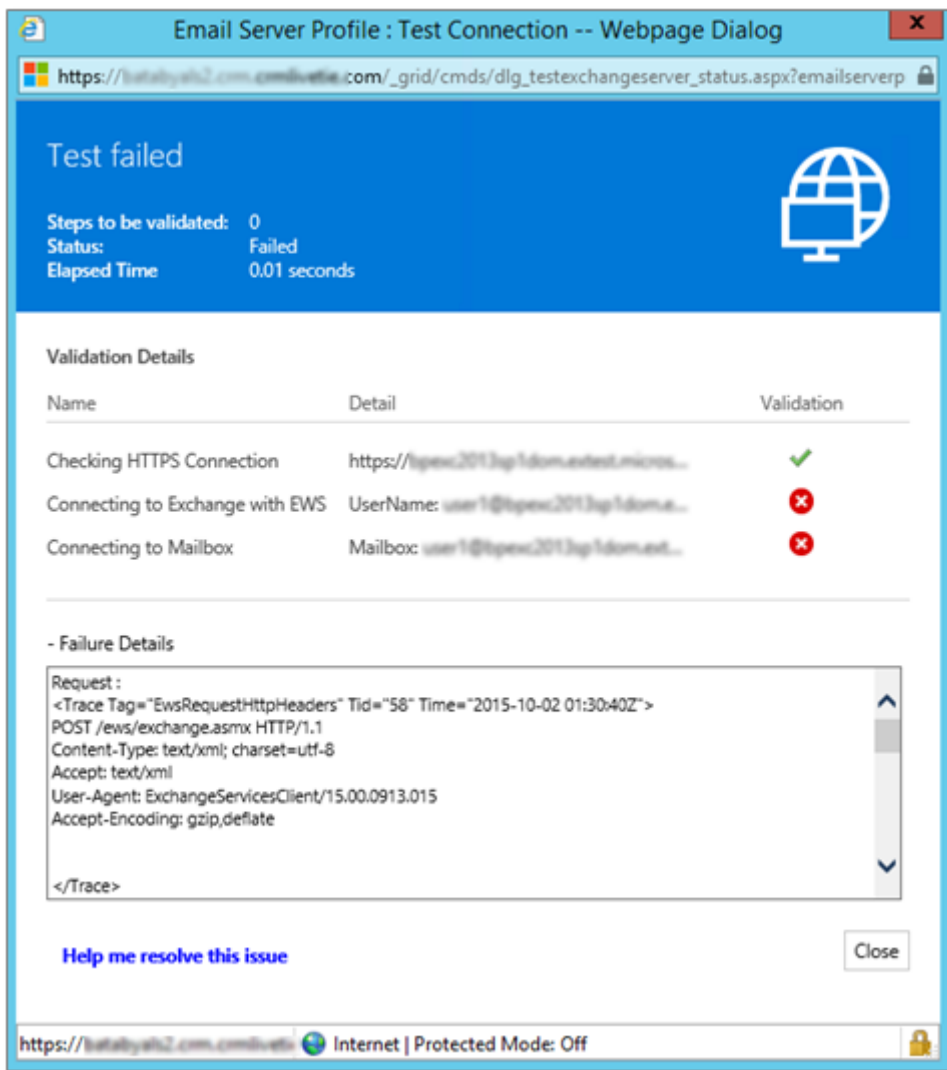 Email Server Profile : Test Connection -- Webpage Dialog
x
https:// .com/_grid/cmds/dlg_testexchangeserver_status.aspx?emailserverp
Test failed
Steps to be validated: 0
Status: Failed
Elapsed Time 0.01 seconds
Validation Details
Name Detail Validation
Checking HTTPS Connection https://
Connecting to Exchange with EWS UserName:
Connecting to Mailbox Mailbox:
- Failure Details
Request :
<Trace Tag="EwsRequestHttpHeaders" Tid="58" Time="2015-10-02 01:30:40Z">
POST /ews/exchange.asmx HTTP/1.1
Content-Type: text/xml; charset=utf-8
Accept: text/xml
User-Agent: ExchangeServicesClient/15.00.0913.015
Accept-Encoding: gzip,deflate
</Trace>
Help me resolve this issue
Close
https:// Internet | Protected Mode: Off